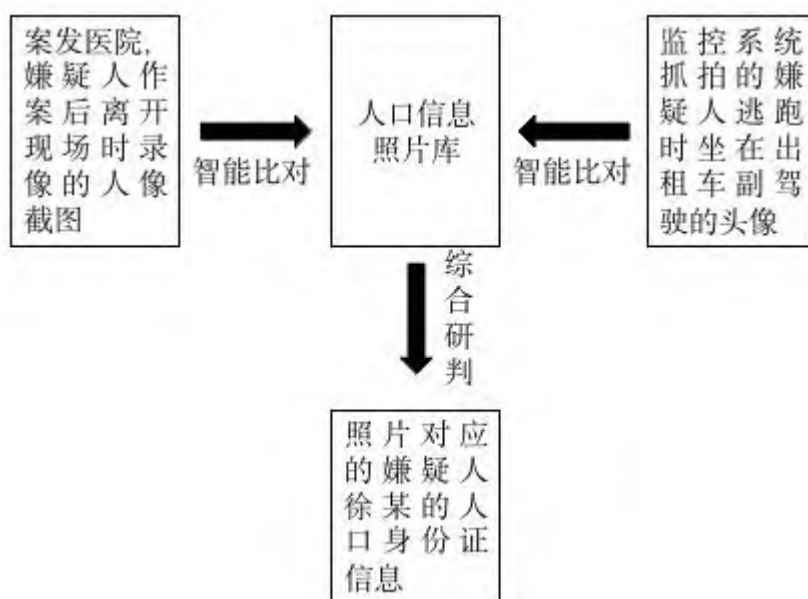 案发医院,
嫌疑人作
案后离开
现场时录
像的人像
截图
智能比对
人口信息
照片库
智能比对
监控系统
抓拍的嫌
疑人逃跑
时坐在出
租车副驾
驶的头像
综
合
研
判
照片对应
的嫌疑人
徐某的人
口身份证
信息